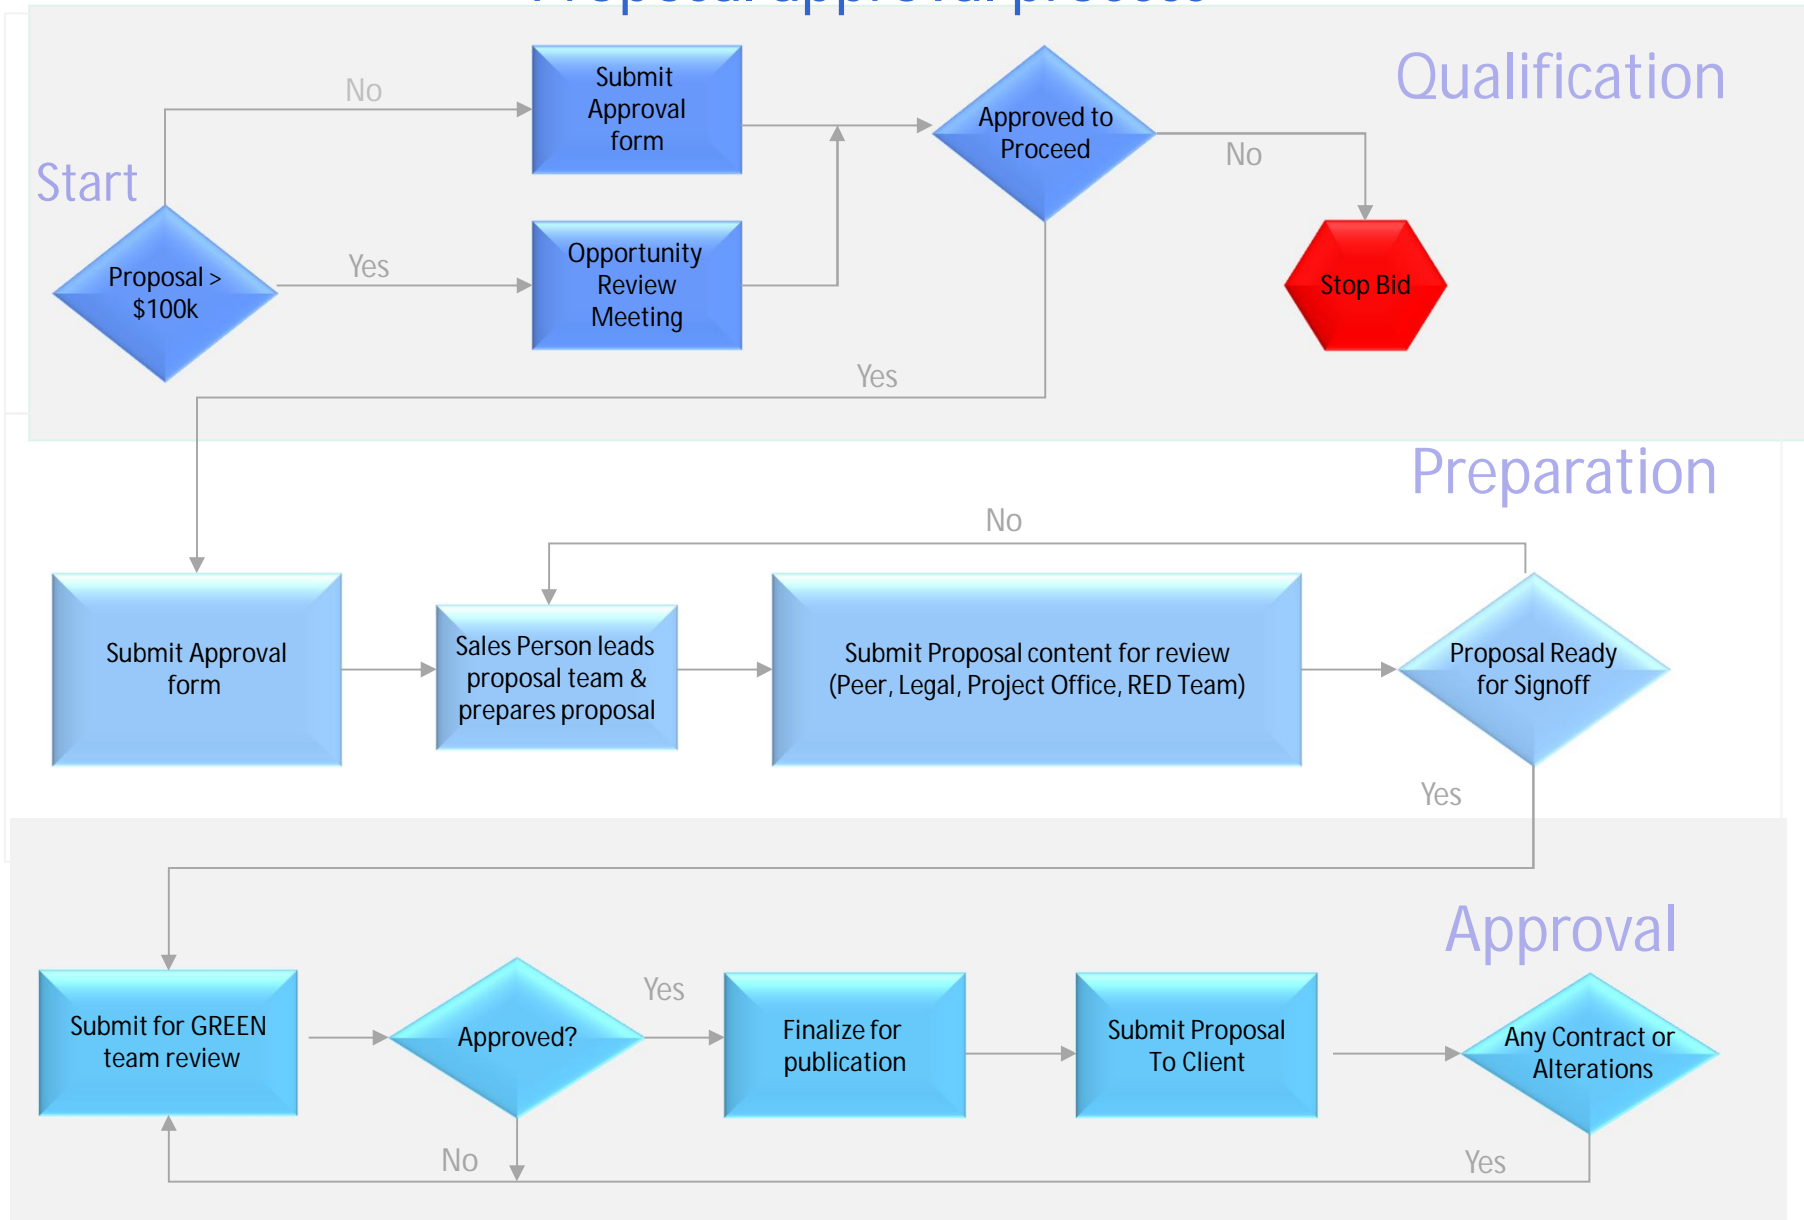 Proposal approval process
Qualification
No
Submit
Approval
form
Approved to
Proceed
No
Start
Proposal >
$100k
Yes
Opportunity
Review
Meeting
Stop Bid
Yes
Preparation
No
Submit Approval
form
Sales Person leads
proposal team &
prepares proposal
Submit Proposal content for review
(Peer, Legal, Project Office, RED Team)
Proposal Ready
for Signoff
Yes
Approval
Submit for GREEN
team review
Approved?
Yes
Finalize for
publication
Submit Proposal
To Client
Any Contract or
Alterations
No
Yes